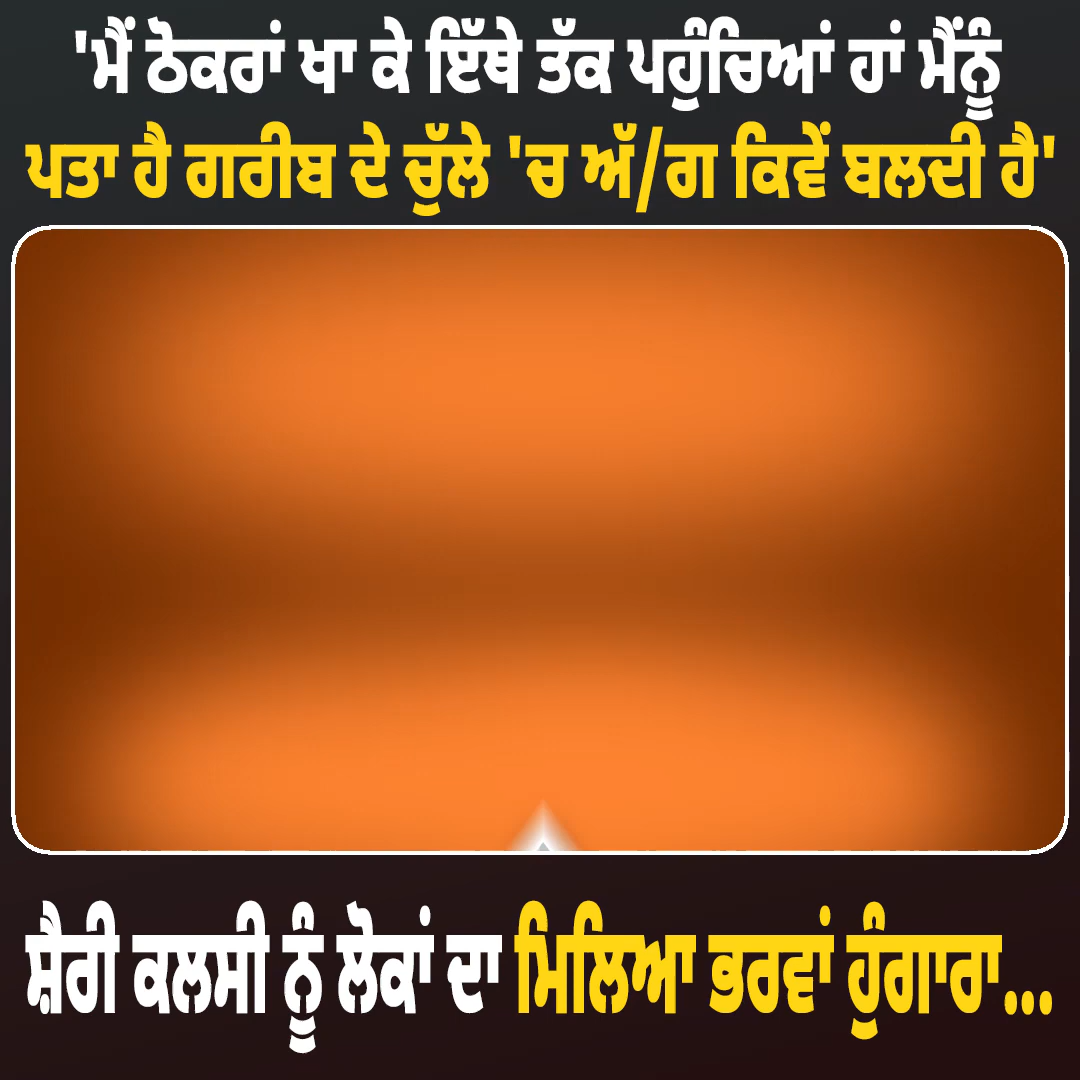 'ਮੈਂ ਠੋਕਰਾਂ ਖਾ ਕੇ ਇੱਥੇ ਤੱਕ ਪਹੁੰਚਿਆਂ ਹਾਂ ਮੈਂਨੂੰ
ਪਤਾ ਹੈ ਗਰੀਬ ਦੇ ਚੁੱਲੇ 'ਚ ਅੱ/ਗ ਕਿਵੇਂ ਬਲਦੀ ਹੈ'
ਸ਼ੈਰੀ ਕਲਸੀ ਨੂੰ ਲੋਕਾਂ ਦਾ ਮਿਲਿਆ ਭਰਵਾਂ ਹੁੰਗਾਰਾ...